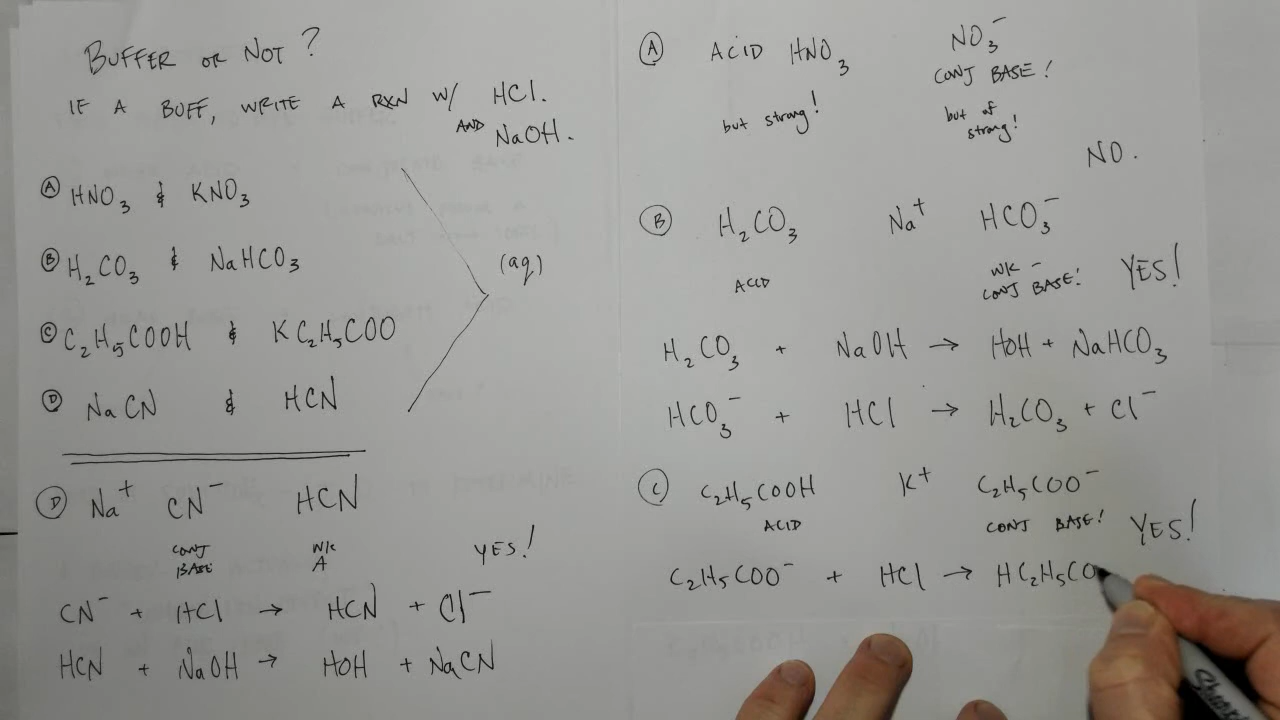 BUFFER OR NOT?
IF A BUFF, WRITE A RXN W/ HCl.
AND NaOH.
Ⓐ HNO₃ & KNO₃
Ⓑ H₂CO₃ & NaHCO₃
Ⓒ C₂H₅COOH & KC₂H₅COO
Ⓓ NaCN & HCN
(aq)
Ⓓ Na⁺ CN⁻ HCN
CONJ BASE
WK A
YES!
CN⁻ + HCl → HCN + Cl⁻
HCN + NaOH → HOH + NaCN
Ⓐ ACID HNO₃ NO₃⁻
CONJ BASE!
but strong!
but of strong!
NO.
Ⓑ H₂CO₃ Na⁺ HCO₃⁻
ACID
WK –
CONJ BASE!
YES!
H₂CO₃ + NaOH → HOH + NaHCO₃
HCO₃⁻ + HCl → H₂CO₃ + Cl⁻
Ⓒ C₂H₅COOH K⁺ C₂H₅COO⁻
ACID CONJ BASE! YES!
C₂H₅COO⁻ + HCl → HC₂H₅CO
Sharp